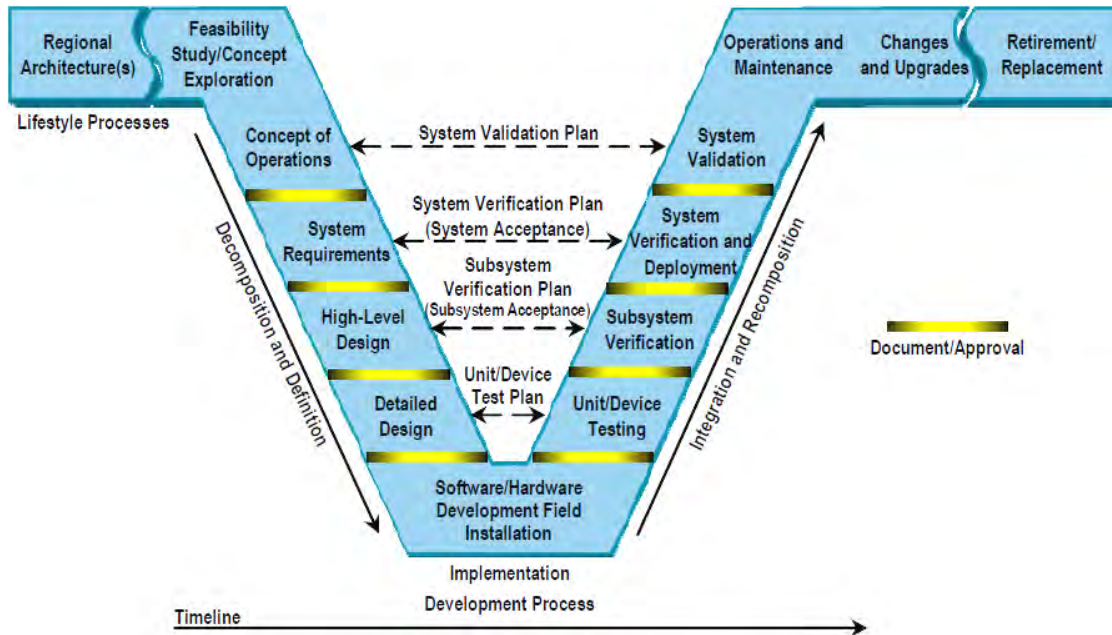 Regional
Architecture(s)
Feasibility
Study/Concept
Exploration
Operations and
Maintenance
Changes
and Upgrades
Retirement/
Replacement
Lifestyle Processes
Concept of
Operations
System Validation Plan
System
Validation
System Verification Plan
(System Acceptance)
System
Requirements
System
Verification and
Deployment
Subsystem
Verification Plan
(Subsystem Acceptance)
High-Level
Design
Subsystem
Verification
Unit/Device
Test Plan
Detailed
Design
Unit/Device
Testing
Decomposition and Definition
Integration and Recomposition
Document/Approval
Software/Hardware
Development Field
Installation
Implementation
Development Process
Timeline